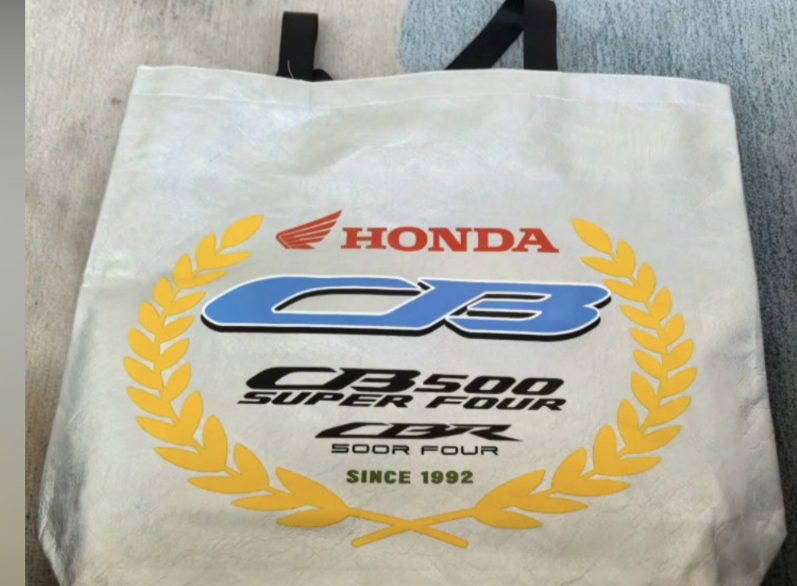 HONDA
CB
CB500
SUPER FOUR
CBR
500R FOUR
SINCE 1992